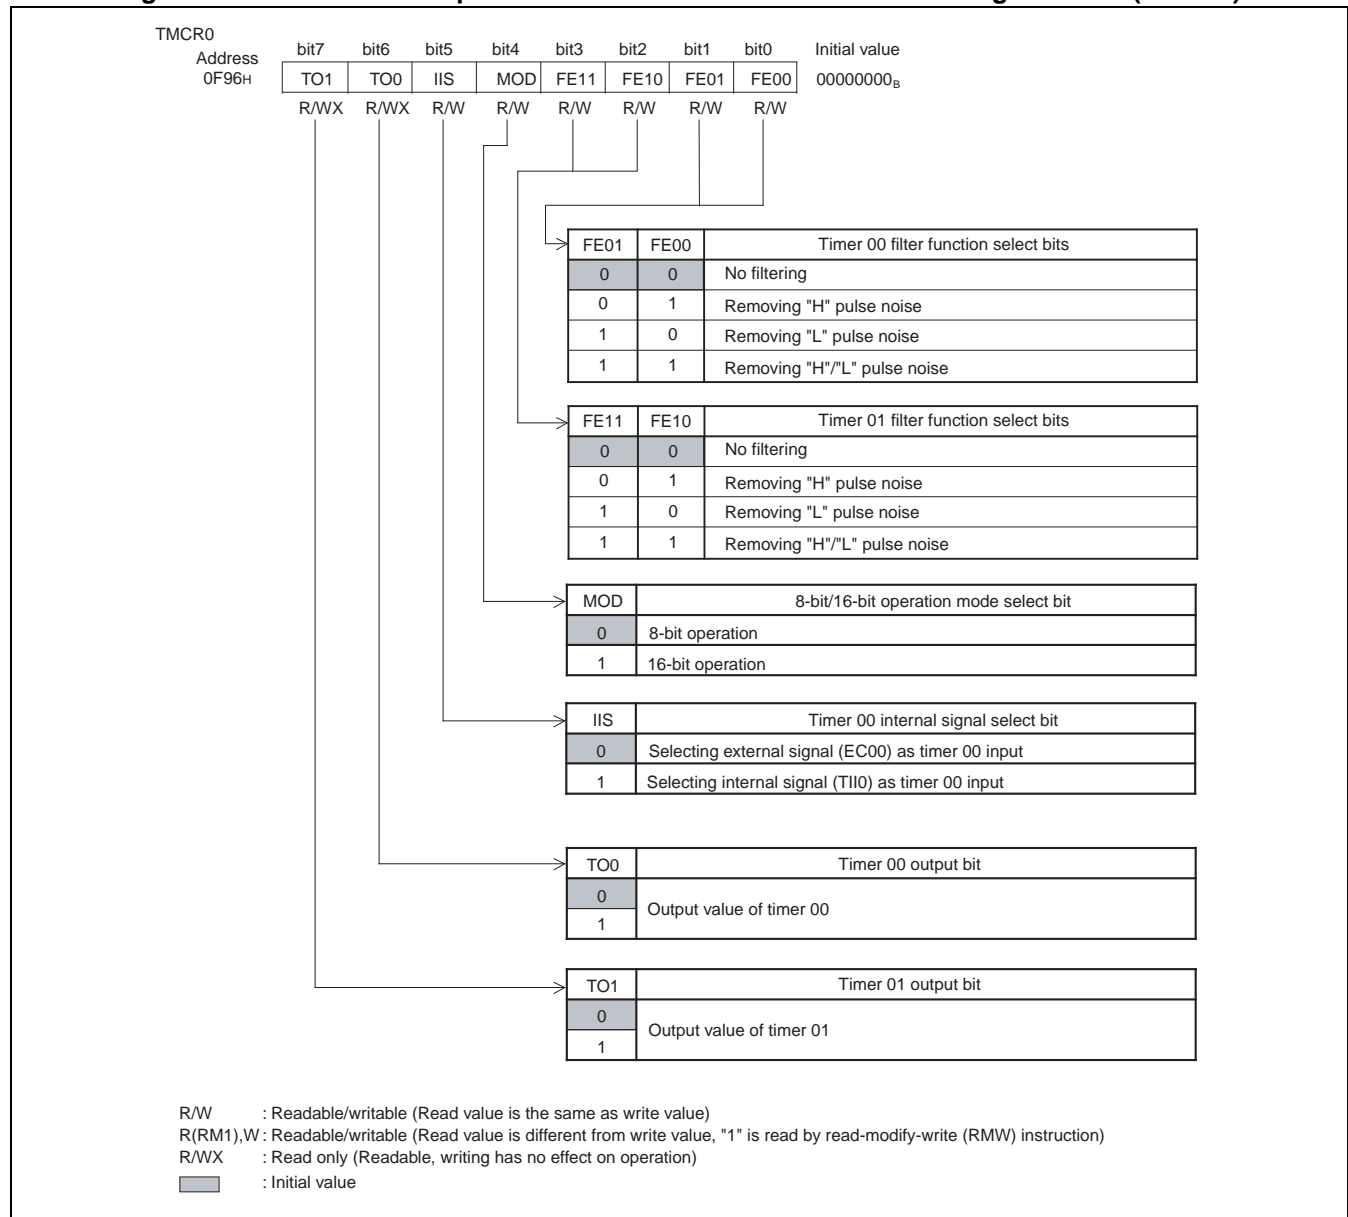 TMCR0
Address bit7 bit6 bit5 bit4 bit3 bit2 bit1 bit0 Initial value
0F96H TO1 TO0 IIS MOD FE11 FE10 FE01 FE00 00000000B
R/WX R/WX R/W R/W R/W R/W R/W R/W
FE01 FE00 Timer 00 filter function select bits
0 0 No filtering
0 1 Removing "H" pulse noise
1 0 Removing "L" pulse noise
1 1 Removing "H"/"L" pulse noise
FE11 FE10 Timer 01 filter function select bits
0 0 No filtering
0 1 Removing "H" pulse noise
1 0 Removing "L" pulse noise
1 1 Removing "H"/"L" pulse noise
MOD 8-bit/16-bit operation mode select bit
0 8-bit operation
1 16-bit operation
IIS Timer 00 internal signal select bit
0 Selecting external signal (EC00) as timer 00 input
1 Selecting internal signal (TII0) as timer 00 input
TO0 Timer 00 output bit
0
Output value of timer 00
1
TO1 Timer 01 output bit
0
Output value of timer 01
1
R/W : Readable/writable (Read value is the same as write value)
R(RM1),W : Readable/writable (Read value is different from write value, "1" is read by read-modify-write (RMW) instruction)
R/WX : Read only (Readable, writing has no effect on operation)
: Initial value